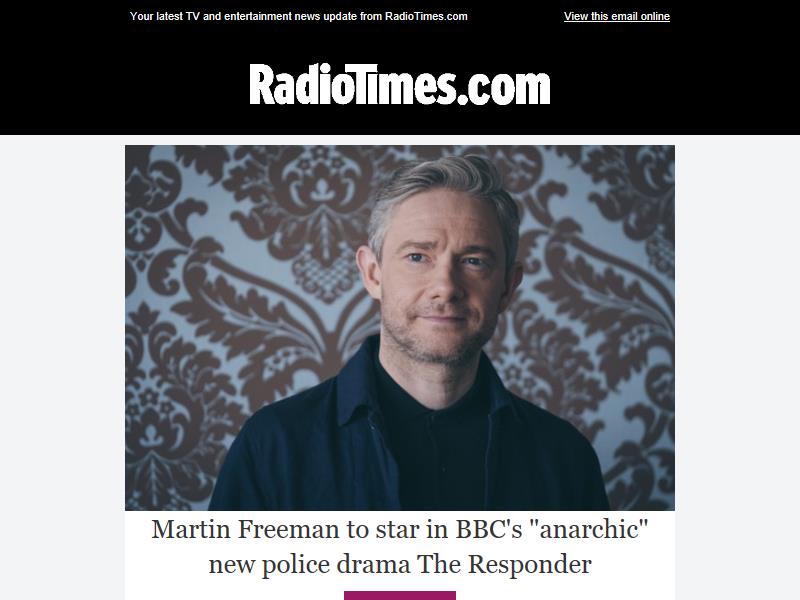 Your latest TV and entertainment news update from RadioTimes.com
View this email online
RadioTimes.com
Martin Freeman to star in BBC's "anarchic"
new police drama The Responder